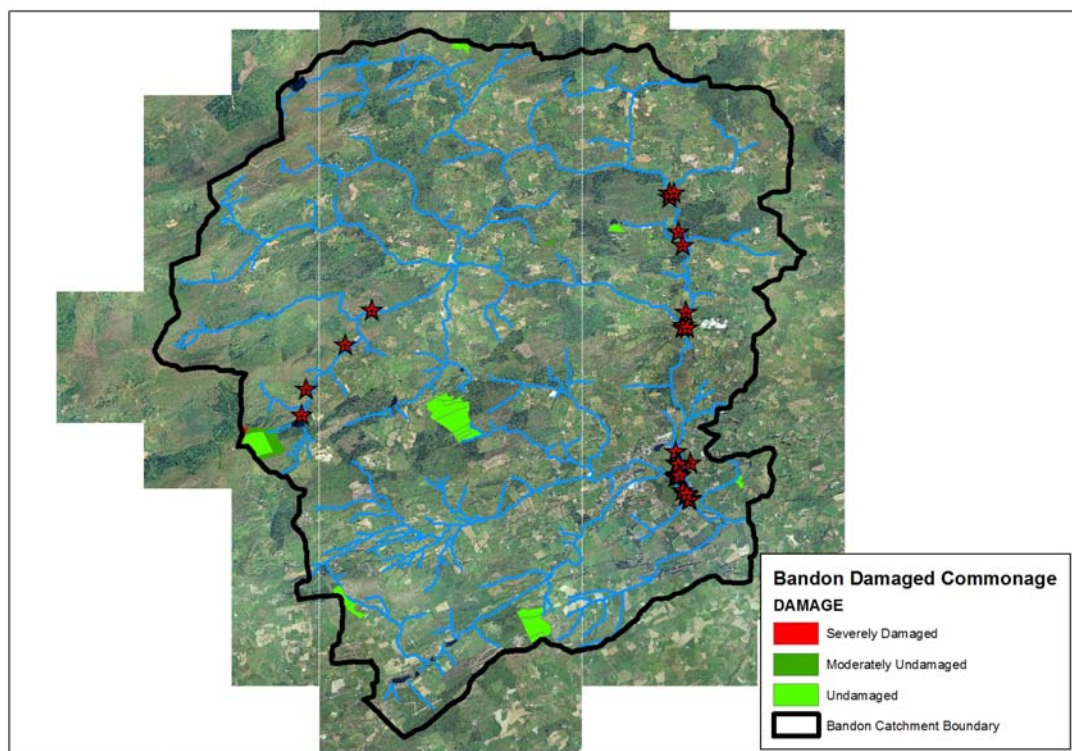 Bandon Damaged Commonage
DAMAGE
Severely Damaged
Moderately Undamaged
Undamaged
Bandon Catchment Boundary